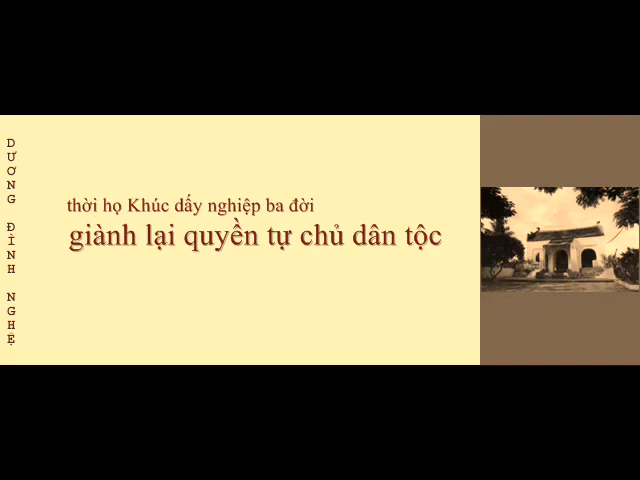 DƯƠNG ĐÌNH NGHỆ
thời họ Khúc dấy nghiệp ba đời
giành lại quyền tự chủ dân tộc